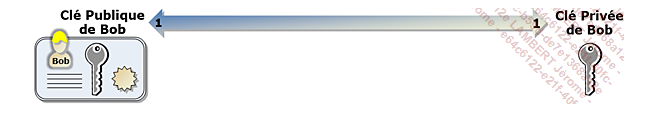 Clé Publique
de Bob
1
1
Clé Privée
de Bob
Bob